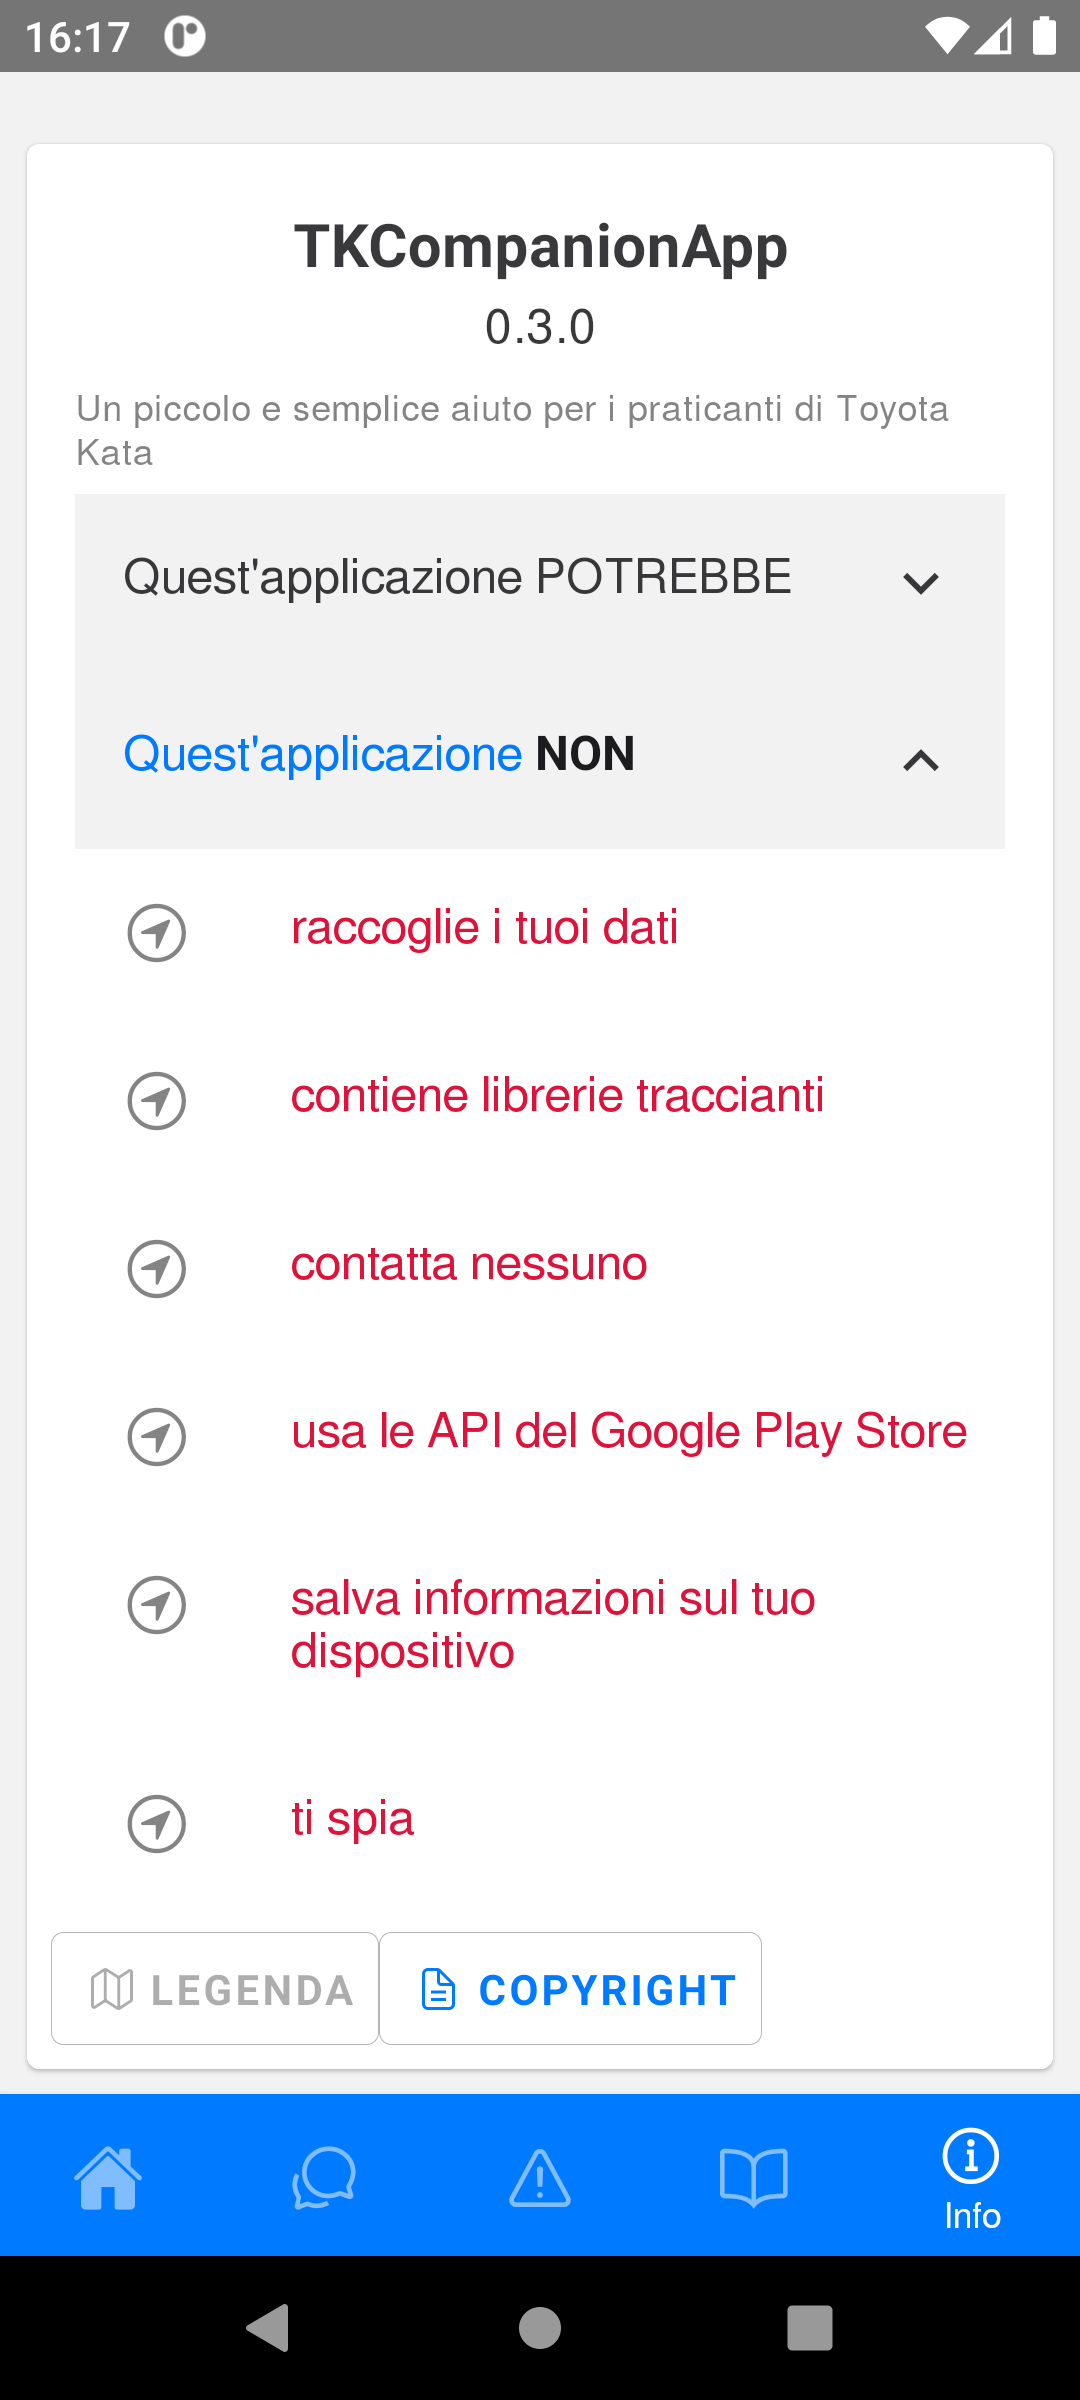 16:17
TKCompanionApp
0.3.0
Un piccolo e semplice aiuto per i praticanti di Toyota
Kata
Quest'applicazione POTREBBE
Quest'applicazione NON
raccoglie i tuoi dati
contiene librerie traccianti
contatta nessuno
usa le API del Google Play Store
salva informazioni sul tuo
dispositivo
ti spia
LEGENDA
COPYRIGHT
Info